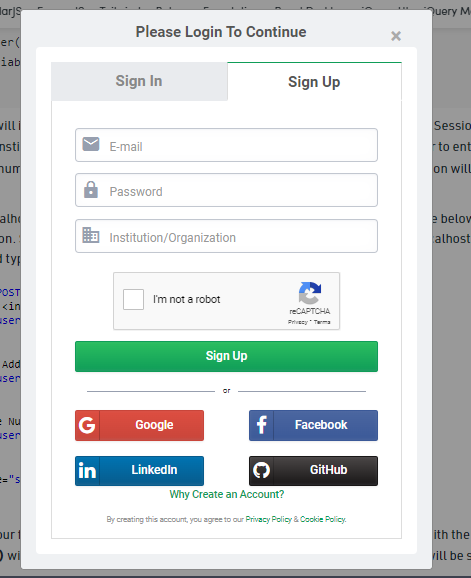 Please Login To Continue
×
Sign In
Sign Up
E-mail
Password
Institution/Organization
I'm not a robot
reCAPTCHA
Privacy - Terms
Sign Up
or
Google
Facebook
LinkedIn
GitHub
Why Create an Account?
By creating this account, you agree to our Privacy Policy & Cookie Policy.